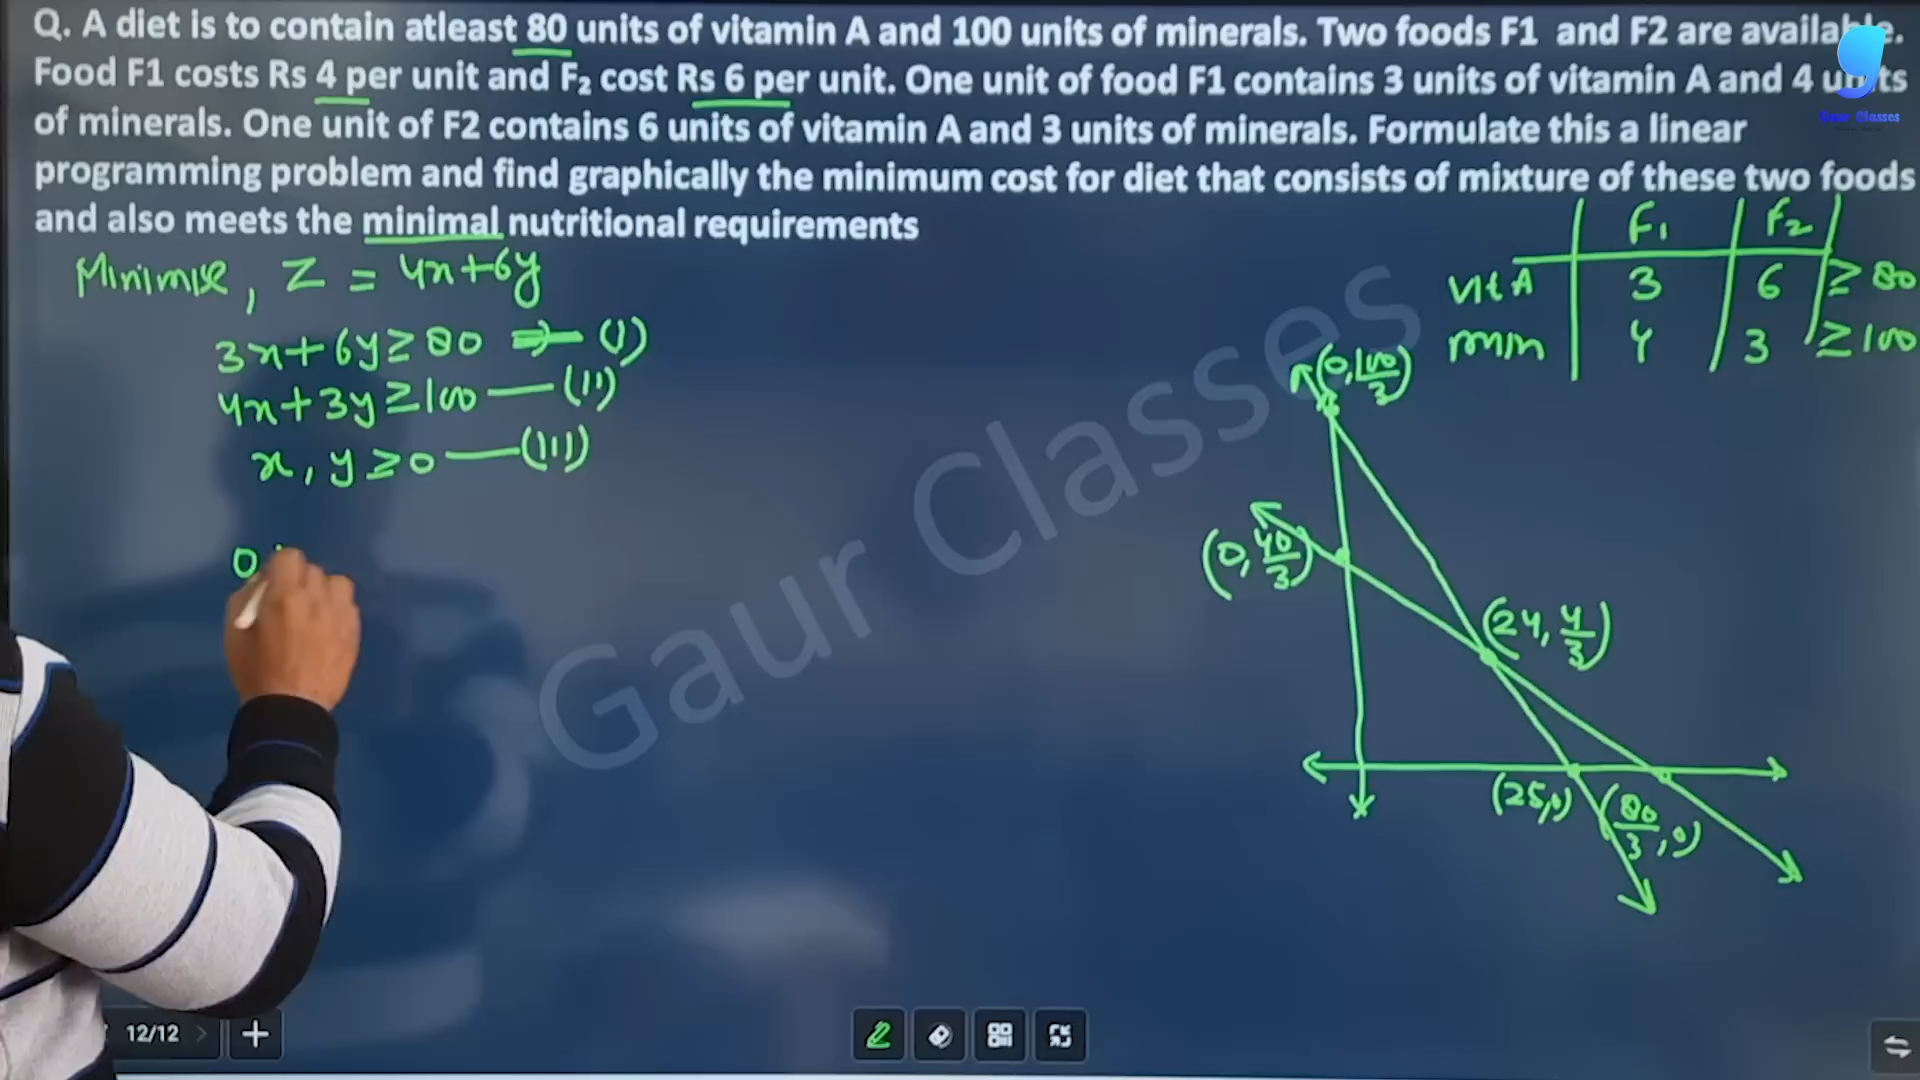 Q. A diet is to contain atleast 80 units of vitamin A and 100 units of minerals. Two foods F1 and F2 are available.
Food F1 costs Rs 4 per unit and F₂ cost Rs 6 per unit. One unit of food F1 contains 3 units of vitamin A and 4 units
of minerals. One unit of F2 contains 6 units of vitamin A and 3 units of minerals. Formulate this a linear
programming problem and find graphically the minimum cost for diet that consists of mixture of these two foods
and also meets the minimal nutritional requirements
Minimise, Z = 4x+6y
3x+6y≥80 — (I)
4x+3y≥100 — (II)
x, y≥0 — (III)
0
F₁ F₂
Vit A 3 6 ≥ 80
min 4 3 ≥ 100
(0, 100/3)
(0, 40/3)
(24, 4/3)
(25,0) (80/3, 0)
Gaur Classes
Gaur Classes
12/12